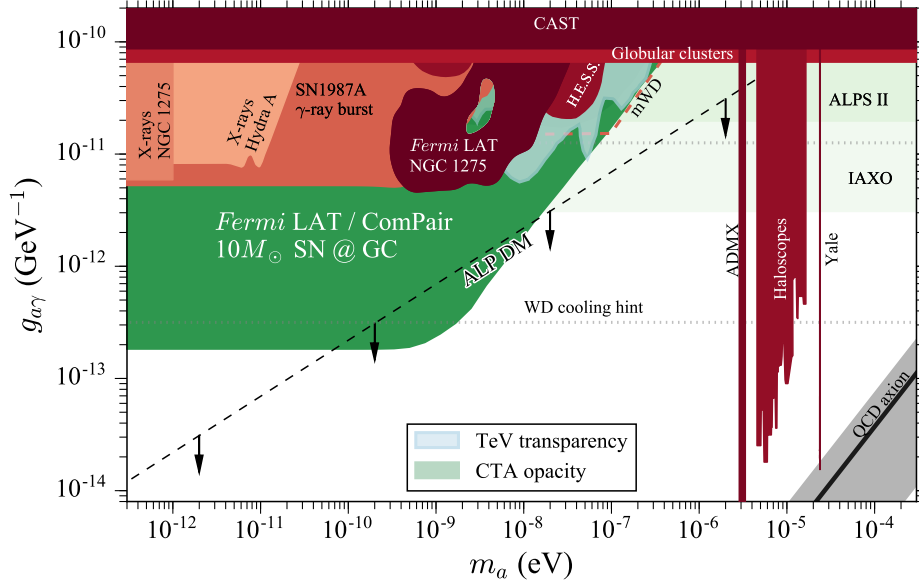 CAST
Globular clusters
X-rays
NGC 1275
X-rays
Hydra A
SN1987A
γ-ray burst
Fermi LAT
NGC 1275
H.E.S.S.
mWD
ALPS II
IAXO
Fermi LAT / ComPair
10M☉ SN @ GC
ALP DM
WD cooling hint
ADMX
Haloscopes
Yale
QCD axion
TeV transparency
CTA opacity
10⁻¹⁰
10⁻¹¹
10⁻¹²
10⁻¹³
10⁻¹⁴
g_{aγ} (GeV⁻¹)
10⁻¹² 10⁻¹¹ 10⁻¹⁰ 10⁻⁹ 10⁻⁸ 10⁻⁷ 10⁻⁶ 10⁻⁵ 10⁻⁴
m_a (eV)